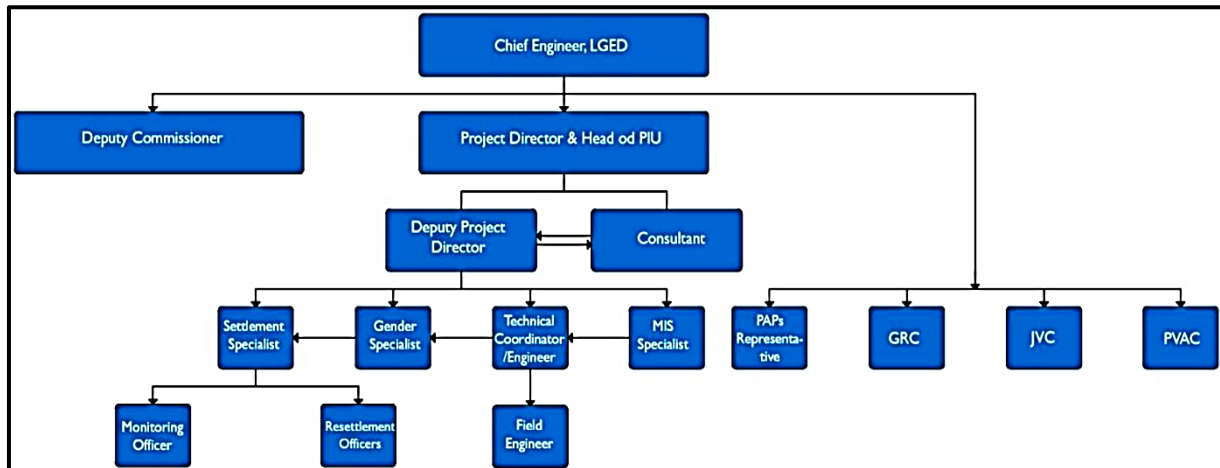 Chief Engineer, LGED
Deputy Commissioner
Project Director & Head od PIU
Deputy Project
Director
Consultant
Settlement
Specialist
Gender
Specialist
Technical
Coordinator
/Engineer
MIS
Specialist
PAPs
Representa-
tive
GRC
JVC
PVAC
Monitoring
Officer
Resettlement
Officers
Field
Engineer